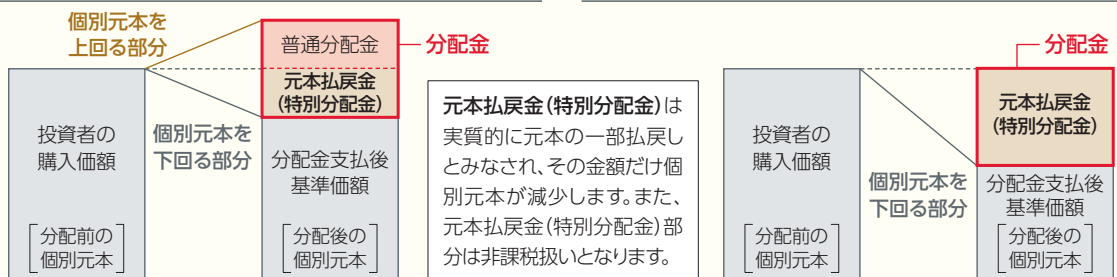 個別元本を
上回る部分
普通分配金
分配金
元本払戻金
(特別分配金)
投資者の
購入価額
個別元本を
下回る部分
分配金支払後
基準価額
分配前の
個別元本
分配後の
個別元本
元本払戻金(特別分配金)は
実質的に元本の一部払戻し
とみなされ、その金額だけ個
別元本が減少します。また、
元本払戻金(特別分配金)部
分は非課税扱いとなります。
分配金
元本払戻金
(特別分配金)
投資者の
購入価額
個別元本を
下回る部分
分配金支払後
基準価額
分配前の
個別元本
分配後の
個別元本